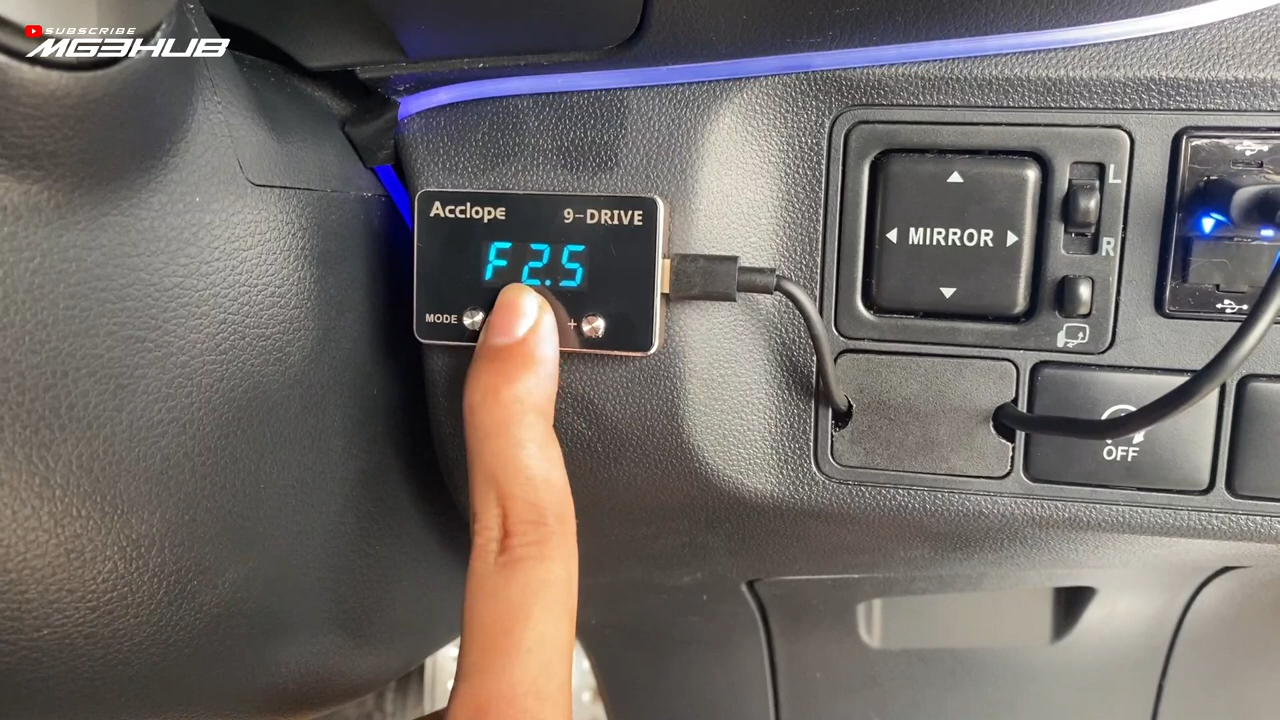 SUBSCRIBE
MG3HUB
Acclope
9-DRIVE
F2.5
MODE
+
L
MIRROR
R
OFF